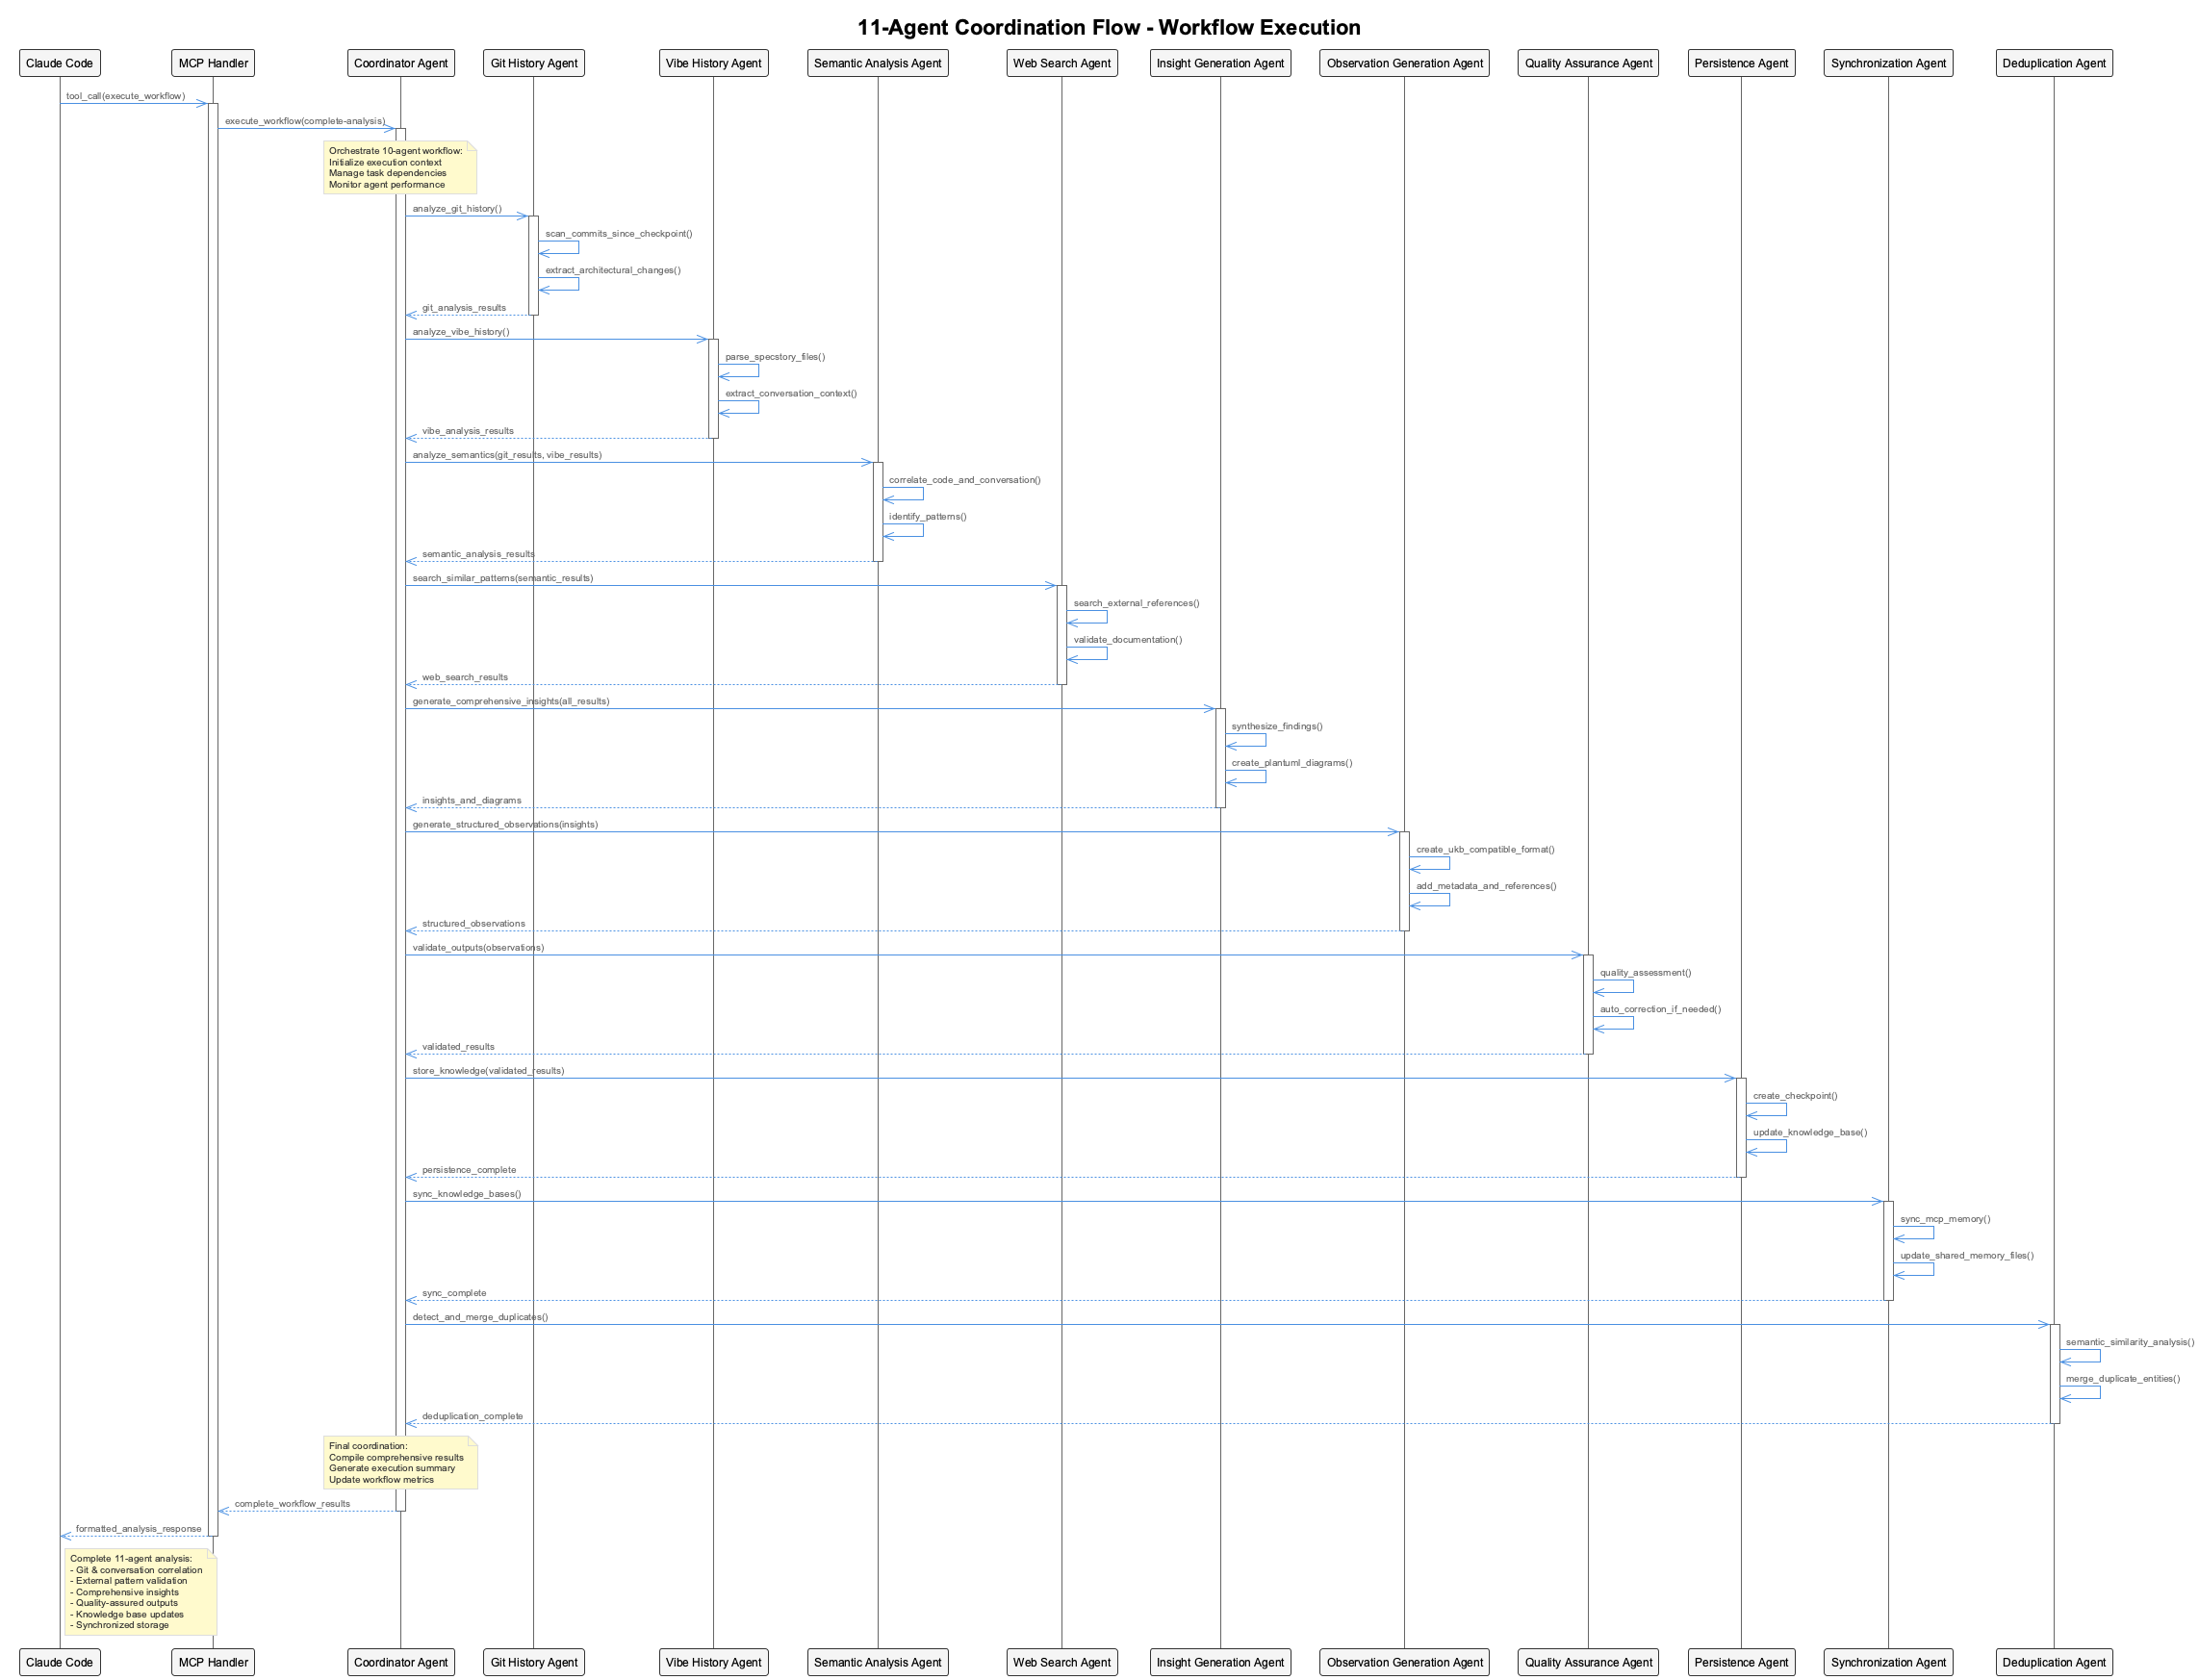 11-Agent Coordination Flow - Workflow Execution
Claude Code
MCP Handler
Coordinator Agent
Git History Agent
Vibe History Agent
Semantic Analysis Agent
Web Search Agent
Insight Generation Agent
Observation Generation Agent
Quality Assurance Agent
Persistence Agent
Synchronization Agent
Deduplication Agent
tool_call(execute_workflow)
execute_workflow(complete-analysis)
Orchestrate 10-agent workflow:
Initialize execution context
Manage task dependencies
Monitor agent performance
analyze_git_history()
scan_commits_since_checkpoint()
extract_architectural_changes()
git_analysis_results
analyze_vibe_history()
parse_specstory_files()
extract_conversation_context()
vibe_analysis_results
analyze_semantics(git_results, vibe_results)
correlate_code_and_conversation()
identify_patterns()
semantic_analysis_results
search_similar_patterns(semantic_results)
search_external_references()
validate_documentation()
web_search_results
generate_comprehensive_insights(all_results)
synthesize_findings()
create_plantuml_diagrams()
insights_and_diagrams
generate_structured_observations(insights)
create_ukb_compatible_format()
add_metadata_and_references()
structured_observations
validate_outputs(observations)
quality_assessment()
auto_correction_if_needed()
validated_results
store_knowledge(validated_results)
create_checkpoint()
update_knowledge_base()
persistence_complete
sync_knowledge_bases()
sync_mcp_memory()
update_shared_memory_files()
sync_complete
detect_and_merge_duplicates()
semantic_similarity_analysis()
merge_duplicate_entities()
deduplication_complete
Final coordination:
Compile comprehensive results
Generate execution summary
Update workflow metrics
complete_workflow_results
formatted_analysis_response
Complete 11-agent analysis:
- Git & conversation correlation
- External pattern validation
- Comprehensive insights
- Quality-assured outputs
- Knowledge base updates
- Synchronized storage
Claude Code
MCP Handler
Coordinator Agent
Git History Agent
Vibe History Agent
Semantic Analysis Agent
Web Search Agent
Insight Generation Agent
Observation Generation Agent
Quality Assurance Agent
Persistence Agent
Synchronization Agent
Deduplication Agent